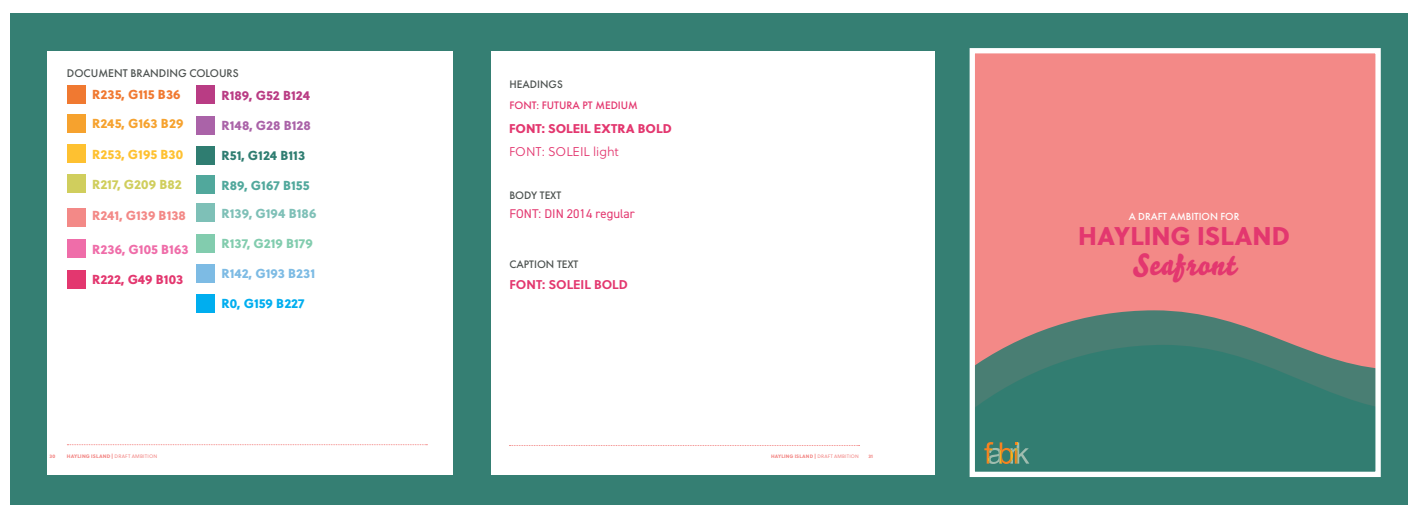 DOCUMENT BRANDING COLOURS
R235, G115 B36
R245, G163 B29
R253, G195 B30
R217, G209 B82
R241, G139 B138
R236, G105 B163
R222, G49 B103
R189, G52 B124
R148, G28 B128
R51, G124 B113
R89, G167 B155
R139, G194 B186
R137, G219 B179
R142, G193 B231
R0, G159 B227
HAYLING ISLAND | DRAFT AMBITION
HEADINGS
FONT: FUTURA PT MEDIUM
FONT: SOLEIL EXTRA BOLD
FONT: SOLEIL light
BODY TEXT
FONT: DIN 2014 regular
CAPTION TEXT
FONT: SOLEIL BOLD
HAYLING ISLAND | DRAFT AMBITION
A DRAFT AMBITION FOR
HAYLING ISLAND
Seafront
fabrik